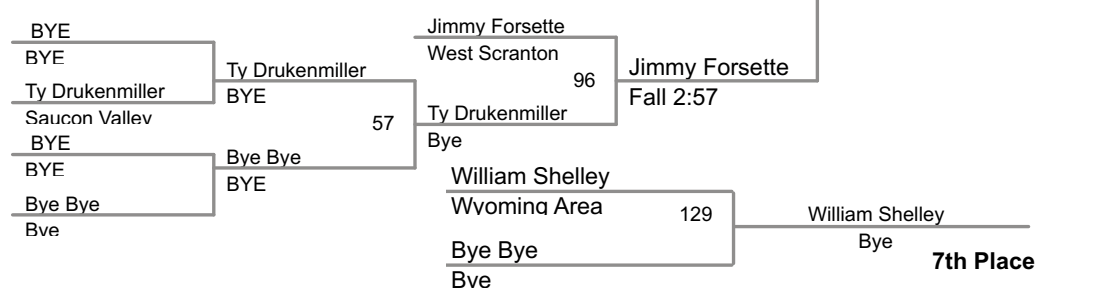 BYE
BYE
Ty Drukenmiller
Saucon Valley
BYE
BYE
Bye Bye
Bye
Ty Drukenmiller
BYE
57
Bye Bye
BYE
Jimmy Forsette
West Scranton
96
Ty Drukenmiller
Bye
Jimmy Forsette
Fall 2:57
William Shelley
Wyoming Area
129
Bye Bye
Bye
William Shelley
Bye
7th Place